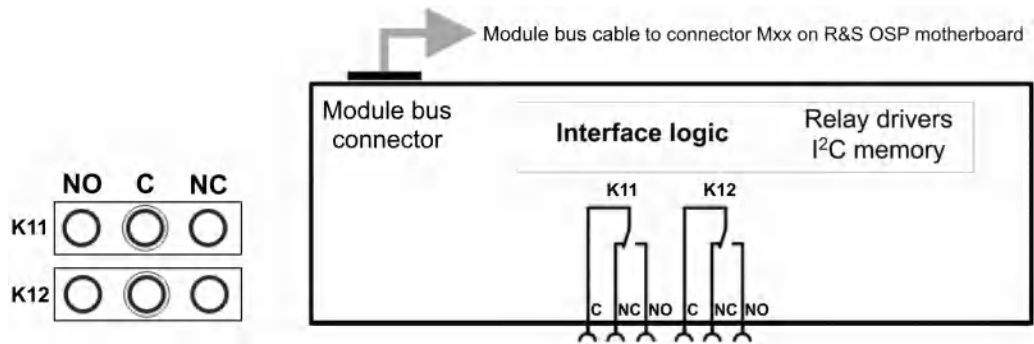 Module bus cable to connector Mxx on R&S OSP motherboard
Module bus
connector
Interface logic
Relay drivers
I²C memory
NO C NC
K11
K12
K11 K12
C NC NO C NC NO